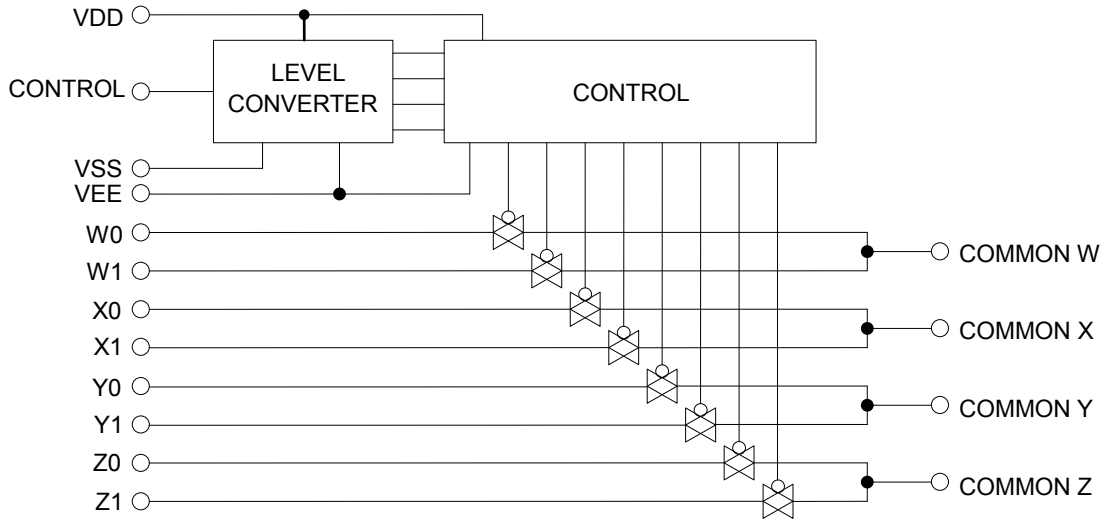 VDD
CONTROL
LEVEL
CONVERTER
CONTROL
VSS
VEE
W0
W1
COMMON W
X0
X1
COMMON X
Y0
Y1
COMMON Y
Z0
Z1
COMMON Z